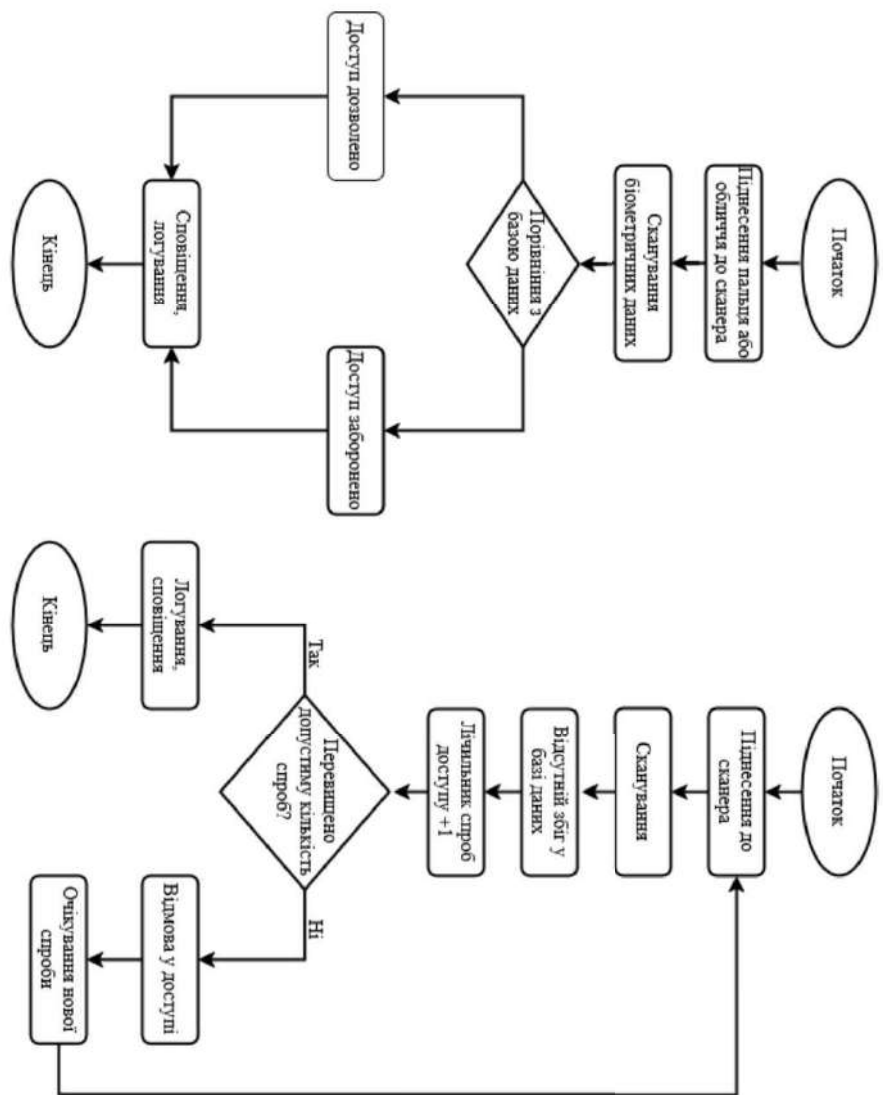 Початок
Піднесення пальця або
обличчя до сканера
Сканування
біометричних даних
Порівніння з
базою даних
Доступ дозволено
Доступ заборонено
Сповіщення,
логування
Кінець
Початок
Піднесення до
сканера
Сканування
Відсутній збіг у
базі даних
Лічильник спроб
доступу +1
Перевищено
допустиму кількість
спроб?
Так
Ні
Логування,
сповіщення
Відмова у доступі
Кінець
Очікування нової
спроби